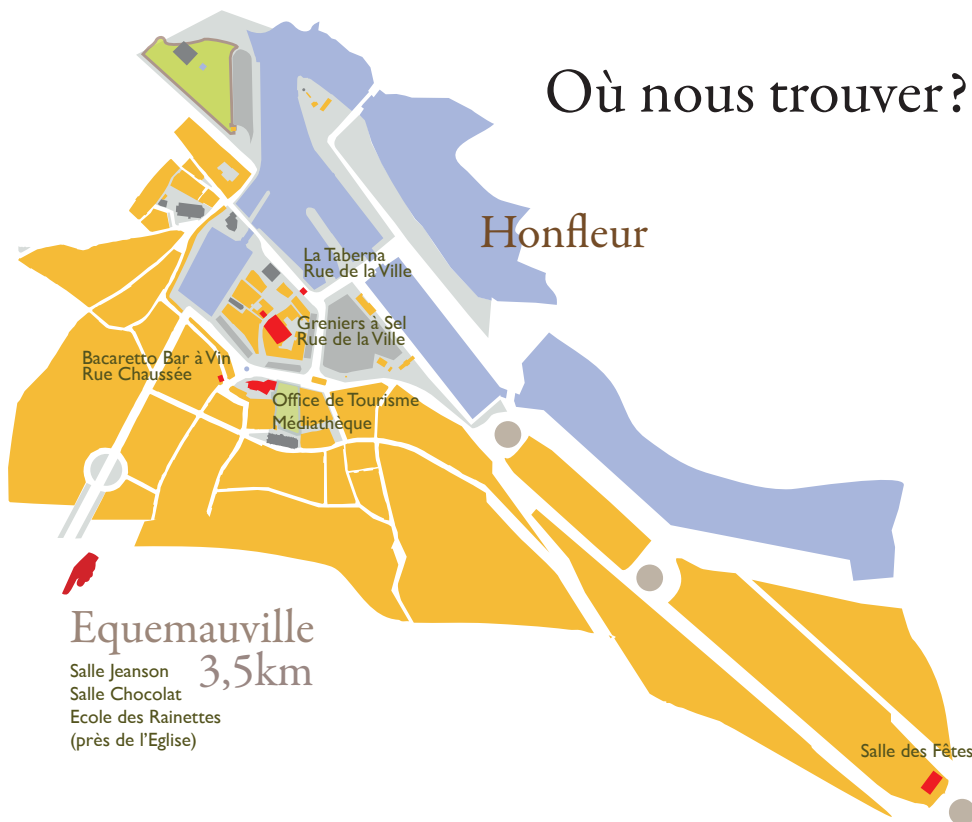 Où nous trouver ?
Honfleur
La Taberna
Rue de la Ville
Greniers à Sel
Rue de la Ville
Bacaretto Bar à Vin
Rue Chaussée
Office de Tourisme
Médiathèque
Equemauville
3,5km
Salle Jeanson
Salle Chocolat
Ecole des Rainettes
(près de l'Eglise)
Salle des Fêtes